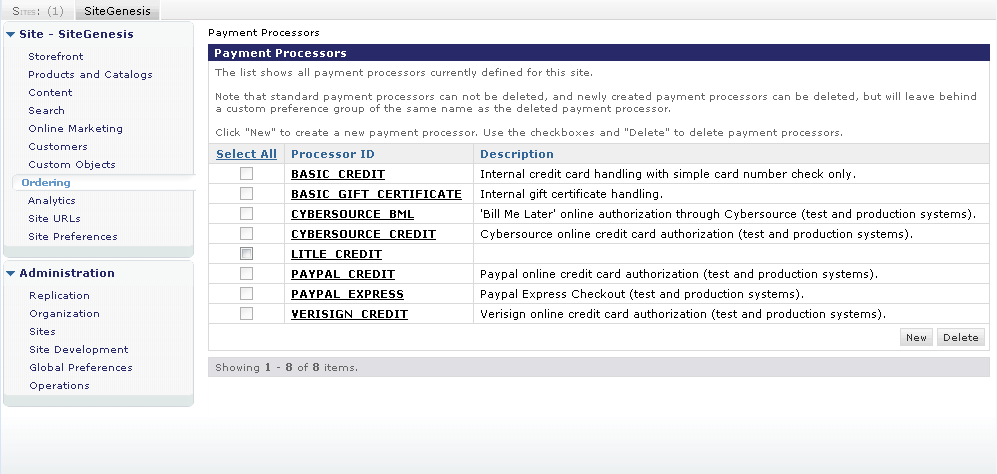 Sites: (1) SiteGenesis
Site - SiteGenesis
Storefront
Products and Catalogs
Content
Search
Online Marketing
Customers
Custom Objects
Ordering
Analytics
Site URLs
Site Preferences
Administration
Replication
Organization
Sites
Site Development
Global Preferences
Operations
Payment Processors
Payment Processors
The list shows all payment processors currently defined for this site.
Note that standard payment processors can not be deleted, and newly created payment processors can be deleted, but will leave behind
a custom preference group of the same name as the deleted payment processor.
Click "New" to create a new payment processor. Use the checkboxes and "Delete" to delete payment processors.
Select All Processor ID Description
BASIC_CREDIT Internal credit card handling with simple card number check only.
BASIC_GIFT_CERTIFICATE Internal gift certificate handling.
CYBERSOURCE_BML 'Bill Me Later' online authorization through Cybersource (test and production systems).
CYBERSOURCE_CREDIT Cybersource online credit card authorization (test and production systems).
LITLE_CREDIT
PAYPAL_CREDIT Paypal online credit card authorization (test and production systems).
PAYPAL_EXPRESS Paypal Express Checkout (test and production systems).
VERISIGN_CREDIT Verisign online credit card authorization (test and production systems).
New Delete
Showing 1 - 8 of 8 items.